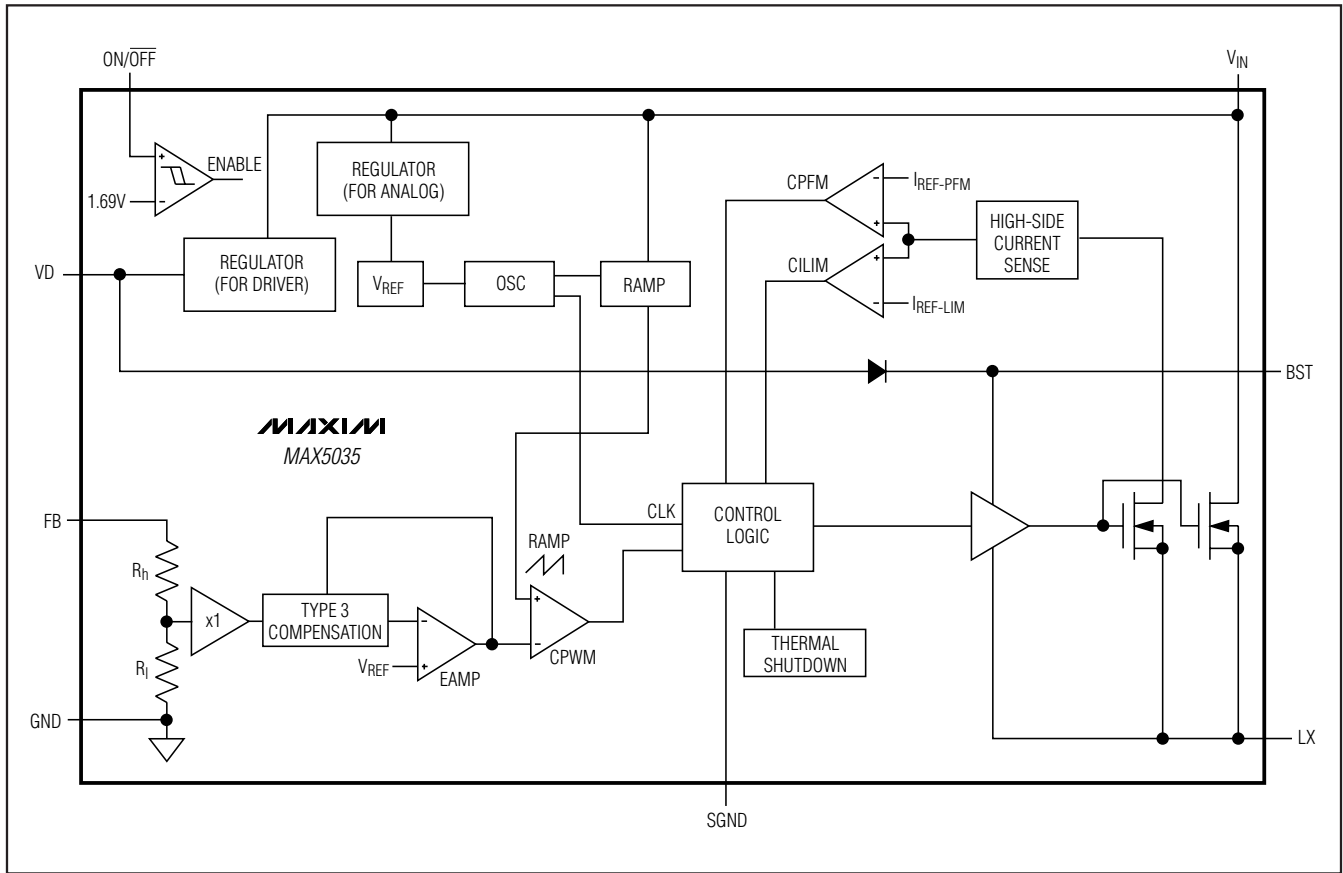 ON/OFF
VIN
ENABLE
1.69V
REGULATOR
(FOR ANALOG)
CPFM
IREF-PFM
HIGH-SIDE
CURRENT
SENSE
VD
REGULATOR
(FOR DRIVER)
VREF
OSC
RAMP
CILIM
IREF-LIM
BST
MAXIM
MAX5035
FB
CLK
CONTROL
LOGIC
RAMP
Rh
x1
TYPE 3
COMPENSATION
VREF
EAMP
CPWM
THERMAL
SHUTDOWN
Rl
GND
LX
SGND